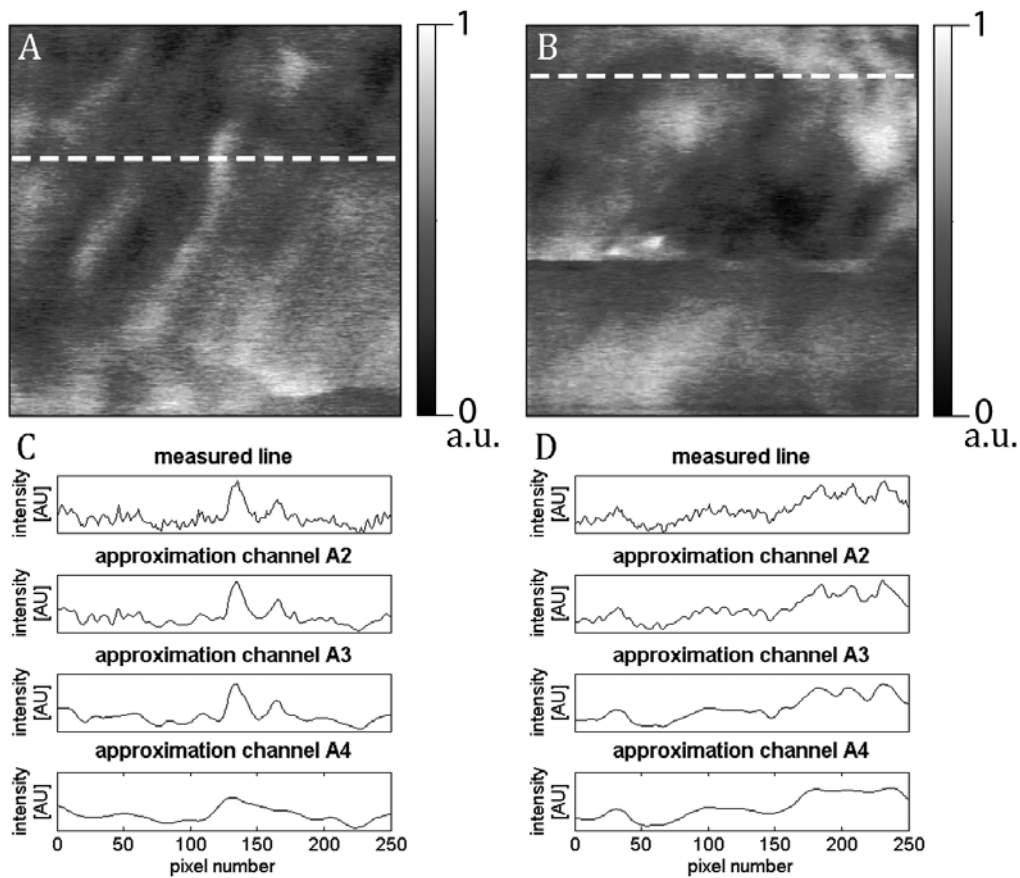 A
1
0
a.u.
B
1
0
a.u.
C
measured line
intensity
[AU]
approximation channel A2
intensity
[AU]
approximation channel A3
intensity
[AU]
approximation channel A4
intensity
[AU]
0 50 100 150 200 250
pixel number
D
measured line
intensity
[AU]
approximation channel A2
intensity
[AU]
approximation channel A3
intensity
[AU]
approximation channel A4
intensity
[AU]
0 50 100 150 200 250
pixel number